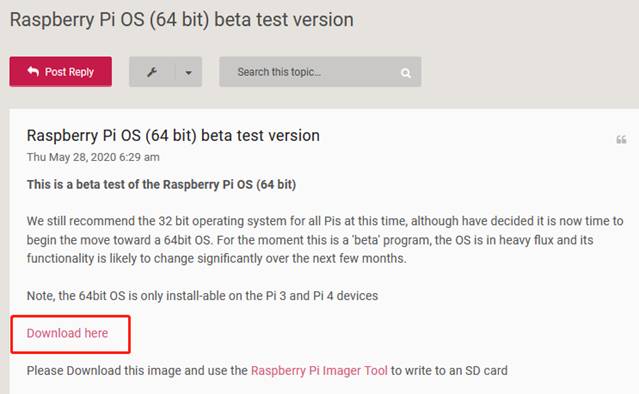 Raspberry Pi OS (64 bit) beta test version
Post Reply
Search this topic...
Raspberry Pi OS (64 bit) beta test version
Thu May 28, 2020 6:29 am
This is a beta test of the Raspberry Pi OS (64 bit)
We still recommend the 32 bit operating system for all Pis at this time, although have decided it is now time to
begin the move toward a 64bit OS. For the moment this is a 'beta' program, the OS is in heavy flux and its
functionality is likely to change significantly over the next few months.
Note, the 64bit OS is only install-able on the Pi 3 and Pi 4 devices
Download here
Please Download this image and use the Raspberry Pi Imager Tool to write to an SD card